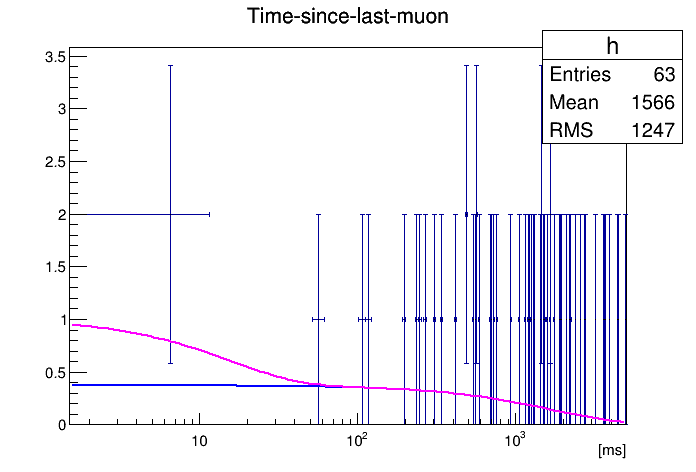 Time-since-last-muon
h
Entries 63
Mean 1566
RMS 1247
3.5
3
2.5
2
1.5
1
0.5
0
10
10²
10³
[ms]